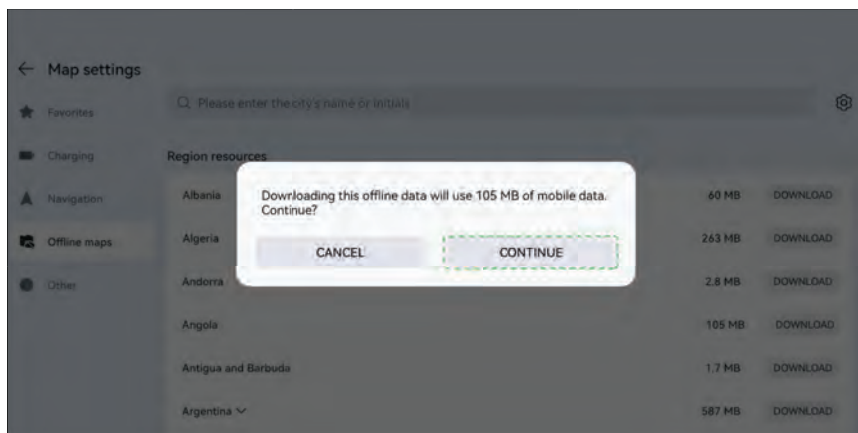 Map settings
Favorites
Please enter the city's name or initials
Charging
Region resources
Navigation
Albania
60 MB
DOWNLOAD
Downloading this offline data will use 105 MB of mobile data.
Continue?
Offline maps
Algeria
263 MB
DOWNLOAD
CANCEL
CONTINUE
Other
Andorra
2.8 MB
DOWNLOAD
Angola
105 MB
DOWNLOAD
Antigua and Barbuda
1.7 MB
DOWNLOAD
Argentina
587 MB
DOWNLOAD